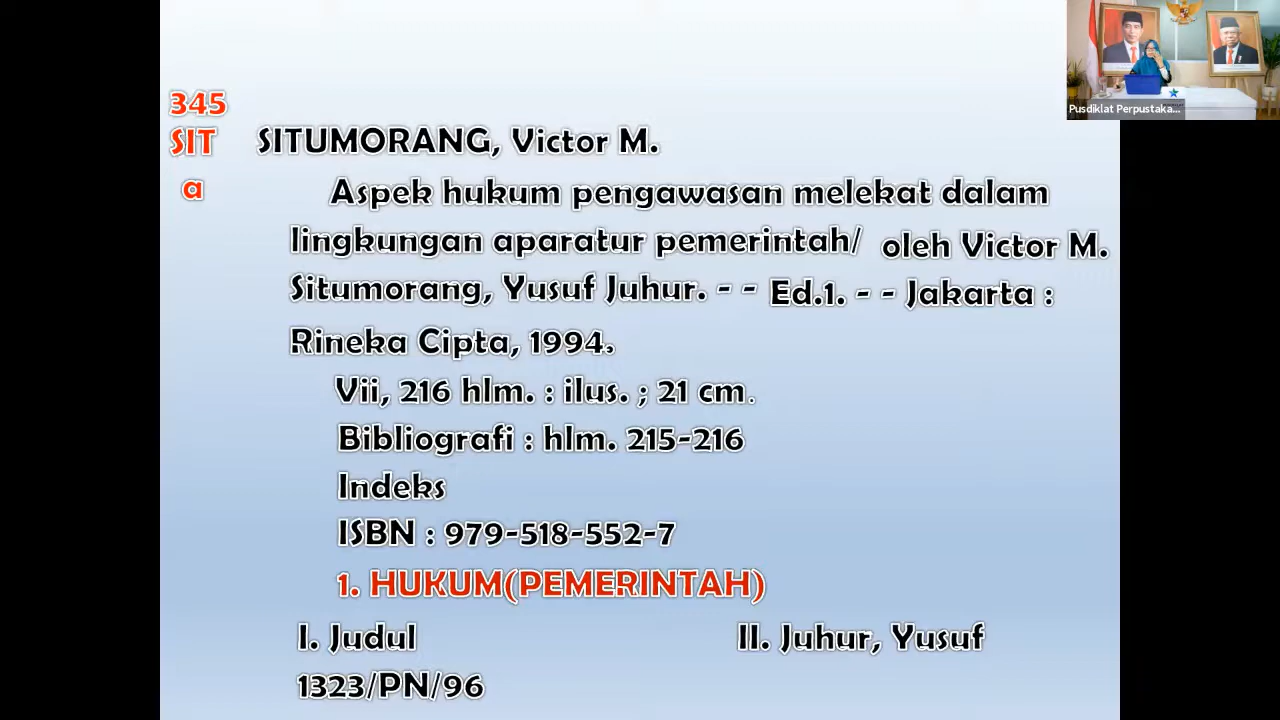 345
SIT
a
SITUMORANG, Victor M.
Aspek hukum pengawasan melekat dalam
lingkungan aparatur pemerintah/ oleh Victor M.
Situmorang, Yusuf Juhur. - - Ed.1. - - Jakarta :
Rineka Cipta, 1994.
Vii, 216 hlm. : ilus. ; 21 cm.
Bibliografi : hlm. 215-216
Indeks
ISBN : 979-518-552-7
1. HUKUM(PEMERINTAH)
I. Judul II. Juhur, Yusuf
1323/PN/96
Pusdiklat Perpustaka...